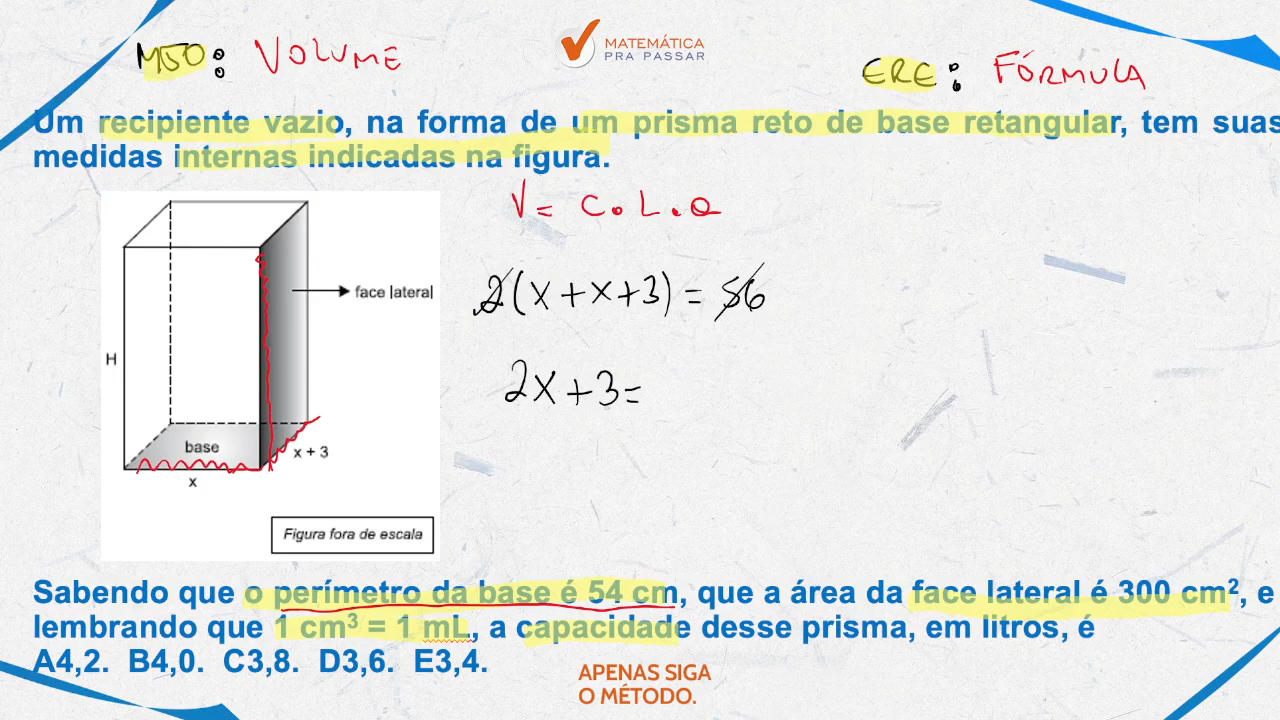 MSD: VOLUME
MATEMÁTICA
PRA PASSAR
ERE: FÓRMULA
Um recipiente vazio, na forma de um prisma reto de base retangular, tem suas
medidas internas indicadas na figura.
V= C.L.a
2(x+x+3) = 56
2x+3=
face lateral
H
base
x + 3
x
Figura fora de escala
Sabendo que o perímetro da base é 54 cm, que a área da face lateral é 300 cm², e
lembrando que 1 cm³ = 1 mL, a capacidade desse prisma, em litros, é
A4,2. B4,0. C3,8. D3,6. E3,4.
APENAS SIGA
O MÉTODO.